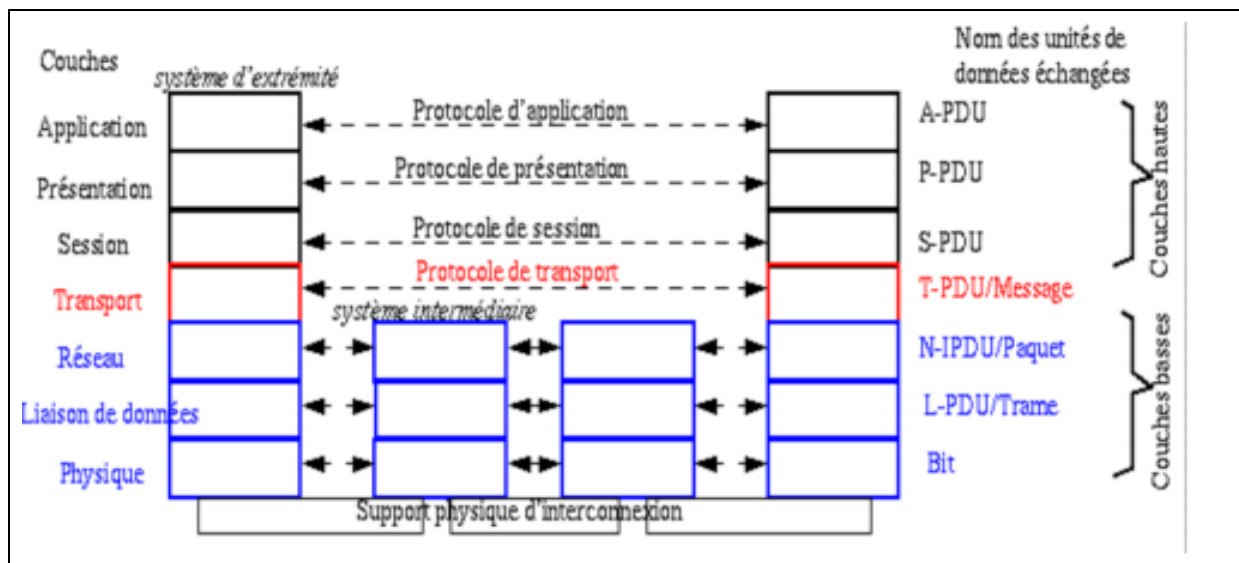 Nom des unités de
données échangées
Couches
système d'extrémité
Application
Protocole d'application
A-PDU
Présentation
Protocole de présentation
P-PDU
Session
Protocole de session
S-PDU
Couches hautes
Transport
Protocole de transport
T-PDU/Message
système intermédiaire
Réseau
N-IPDU/Paquet
Liaison de données
L-PDU/Trame
Physique
Bit
Couches basses
Support physique d'interconnexion